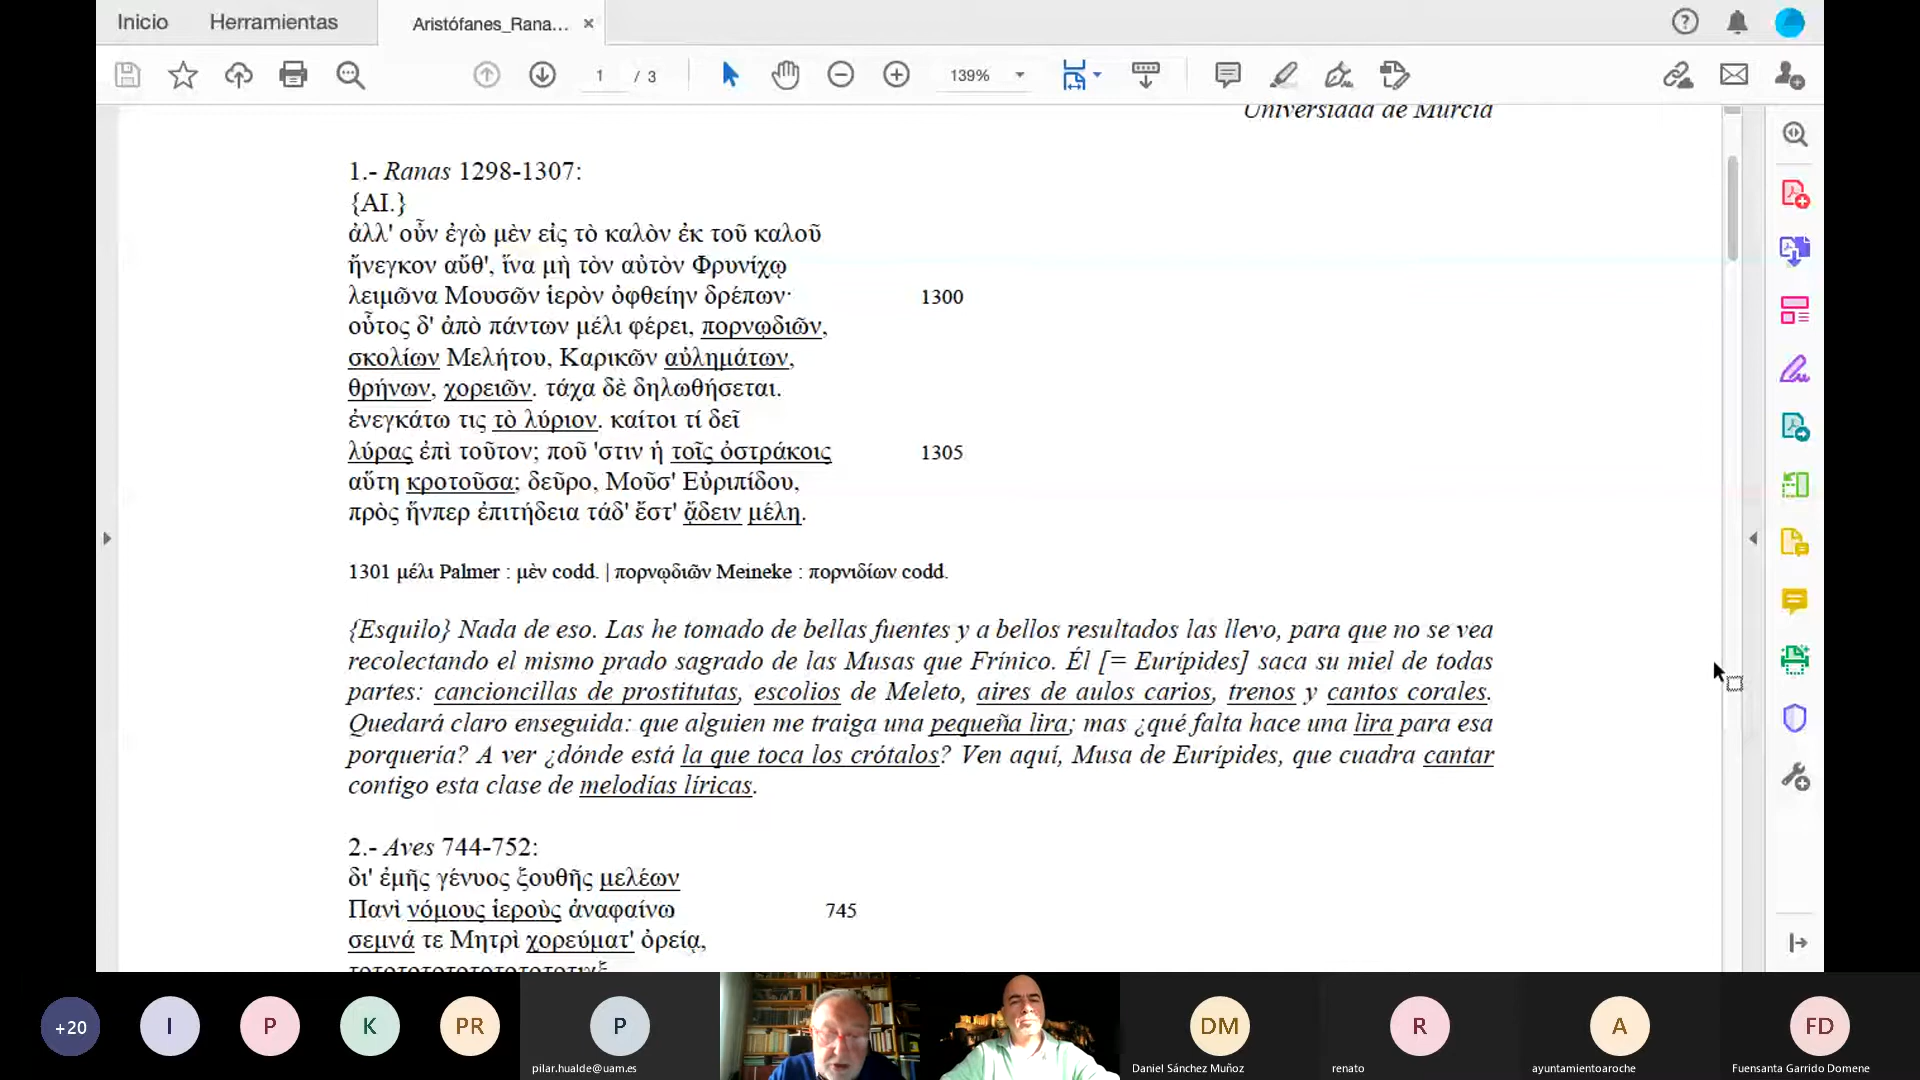 Inicio
Herramientas
Aristófanes_Rana...
1 / 3
139%
Universidad de Murcia
1.- Ranas 1298-1307:
{ΑΙ.}
ἀλλ' οὖν ἐγὼ μὲν εἰς τὸ καλὸν ἐκ τοῦ καλοῦ
ἤνεγκον αὔθ', ἵνα μὴ τὸν αὐτὸν Φρυνίχῳ
λειμῶνα Μουσῶν ἱερὸν ὀφθείην δρέπων· 1300
οὗτος δ' ἀπὸ πάντων μέλι φέρει, πορνῳδιῶν,
σκολίων Μελήτου, Καρικῶν αὐλημάτων,
θρήνων, χορειῶν. τάχα δὲ δηλωθήσεται.
ἐνεγκάτω τις τὸ λύριον. καίτοι τί δεῖ
λύρας ἐπὶ τοῦτον; ποῦ 'στιν ἡ τοῖς ὀστράκοις 1305
αὕτη κροτοῦσα; δεῦρο, Μοῦσ' Εὐριπίδου,
πρὸς ἥνπερ ἐπιτήδεια τάδ' ἔστ' ᾄδειν μέλη.
1301 μέλι Palmer : μὲν codd. | πορνῳδιῶν Meineke : πορνιδίων codd.
{Esquilo} Nada de eso. Las he tomado de bellas fuentes y a bellos resultados las llevo, para que no se vea
recolectando el mismo prado sagrado de las Musas que Frínico. Él [= Eurípides] saca su miel de todas
partes: cancioncillas de prostitutas, escolios de Meleto, aires de aulos carios, trenos y cantos corales.
Quedará claro enseguida: que alguien me traiga una pequeña lira; mas ¿qué falta hace una lira para esa
porquería? A ver ¿dónde está la que toca los crótalos? Ven aquí, Musa de Eurípides, que cuadra cantar
contigo esta clase de melodías líricas.
2.- Aves 744-752:
δι' ἐμῆς γένυος ξουθῆς μελέων
Πανὶ νόμους ἱεροὺς ἀναφαίνω 745
σεμνά τε Μητρὶ χορεύματ' ὀρείᾳ,
+20
I
P
K
PR
P
DM
R
A
FD
pilar.hualde@uam.es
Daniel Sánchez Muñoz
renato
ayuntamientoaroche
Fuensanta Garrido Domene